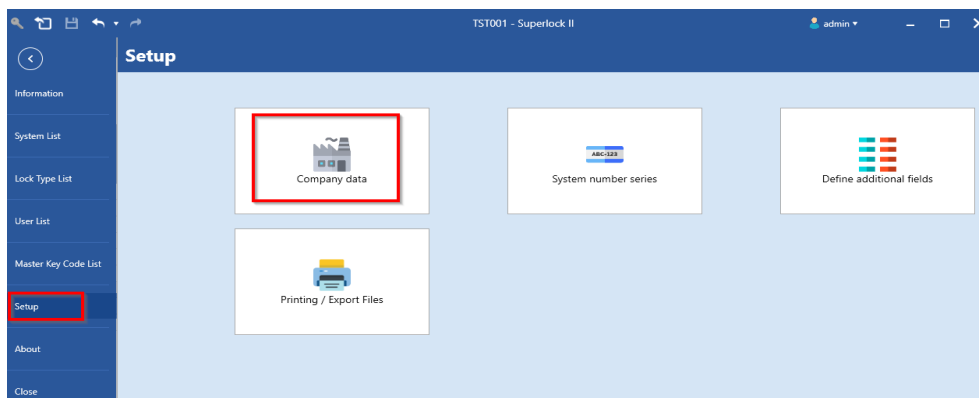 TST001 - Superlock II
admin
Setup
Information
System List
Lock Type List
User List
Master Key Code List
Setup
About
Close
Company data
ABC-123
System number series
Define additional fields
Printing / Export Files